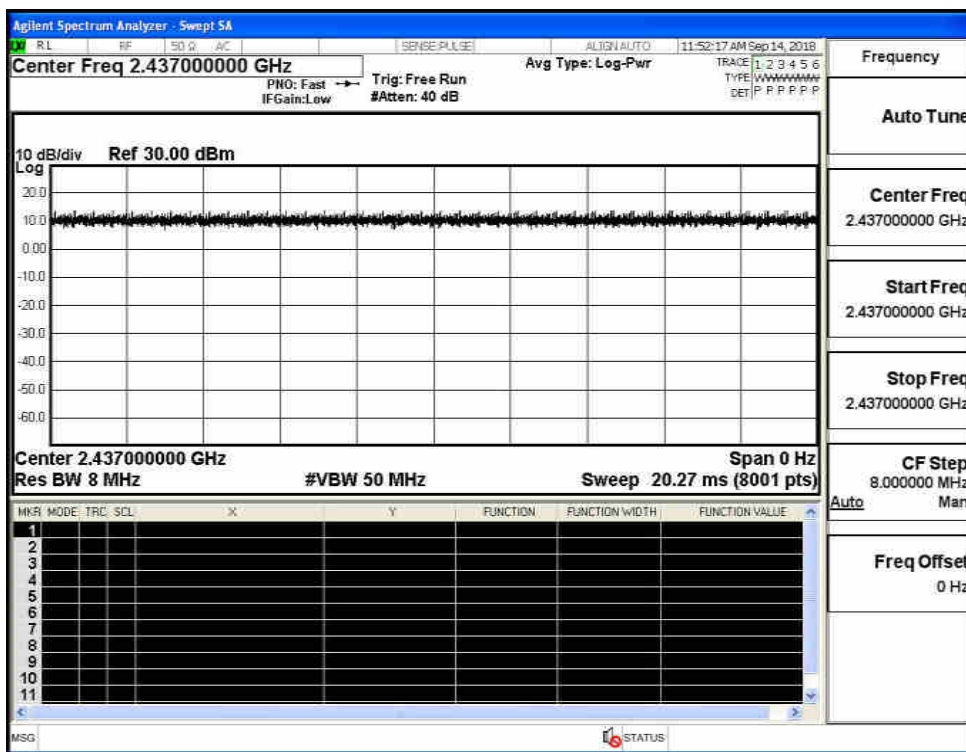 Agilent Spectrum Analyzer - Swept SA
RL RF 50 Ω AC SENSE:PULSE ALIGNAUTO 11:52:17 AM Sep 14, 2018
Center Freq 2.437000000 GHz
PNO: Fast
IFGain:Low
Trig: Free Run
#Atten: 40 dB
Avg Type: Log-Pwr
TRACE 1 2 3 4 5 6
TYPE
DET P P P P P P
10 dB/div Ref 30.00 dBm
Log
20.0
10.0
0.00
-10.0
-20.0
-30.0
-40.0
-50.0
-60.0
Center 2.437000000 GHz Span 0 Hz
Res BW 8 MHz #VBW 50 MHz Sweep 20.27 ms (8001 pts)
MKR MODE TRC SCL X Y FUNCTION FUNCTION WIDTH FUNCTION VALUE
1
2
3
4
5
6
7
8
9
10
11
MSG STATUS
Frequency
Auto Tune
Center Freq
2.437000000 GHz
Start Freq
2.437000000 GHz
Stop Freq
2.437000000 GHz
CF Step
8.000000 MHz
Auto Man
Freq Offset
0 Hz